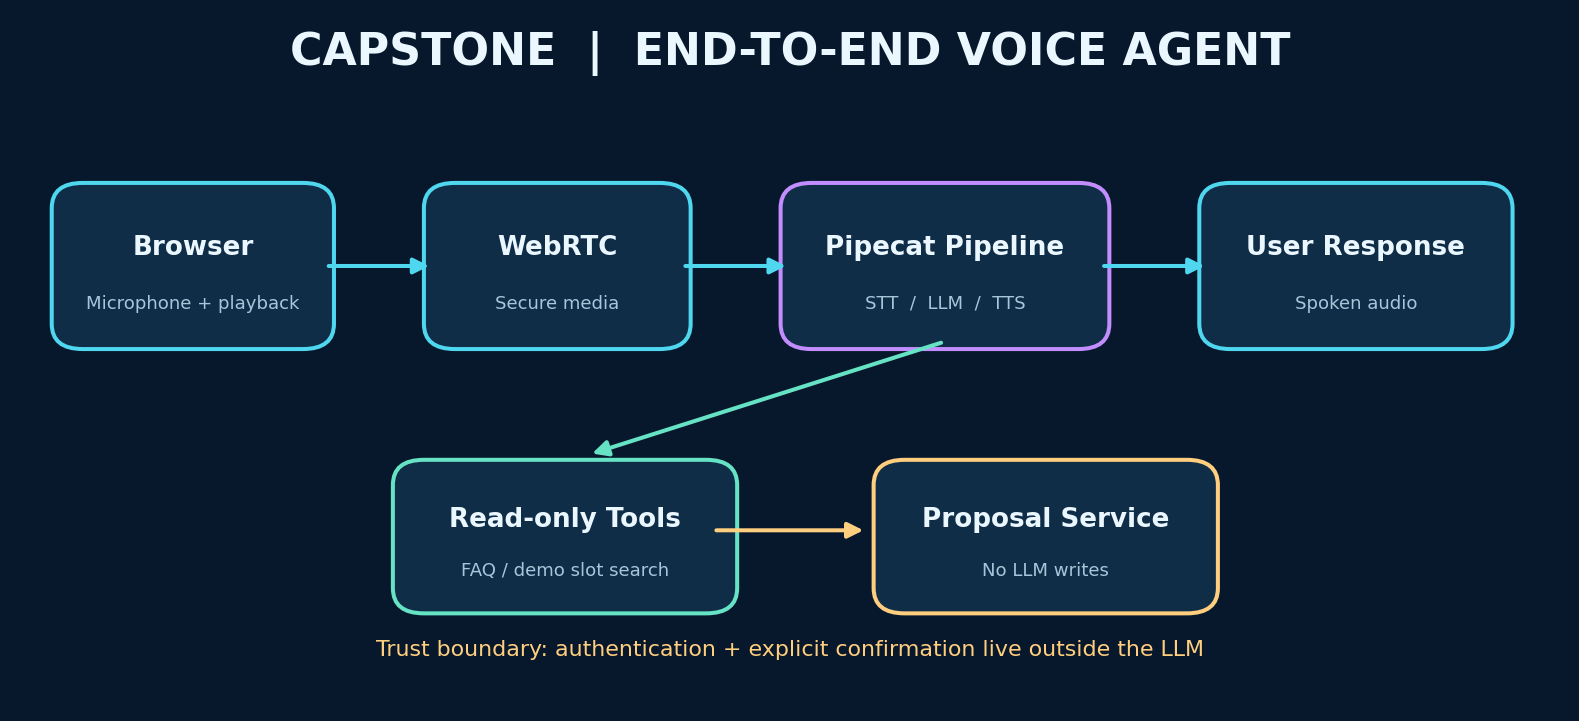 CAPSTONE | END-TO-END VOICE AGENT
Browser
Microphone + playback
WebRTC
Secure media
Pipecat Pipeline
STT / LLM / TTS
User Response
Spoken audio
Read-only Tools
FAQ / demo slot search
Proposal Service
No LLM writes
Trust boundary: authentication + explicit confirmation live outside the LLM